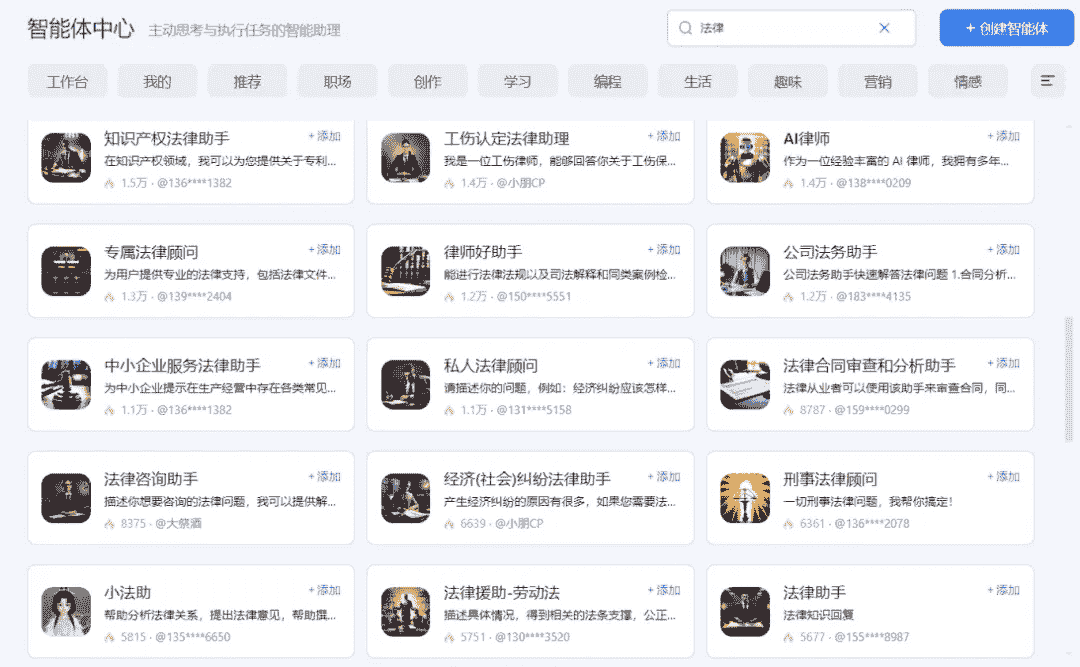 智能体中心 主动思考与执行任务的智能助理
法律
+ 创建智能体
工作台 我的 推荐 职场 创作 学习 编程 生活 趣味 营销 情感
知识产权法律助手 + 添加
在知识产权领域，我可以为您提供关于专利...
1.5万 · @136****1382
工伤认定法律助理 + 添加
我是一位工伤律师，能够回答你关于工伤保...
1.4万 · @小朋CP
AI律师 + 添加
作为一位经验丰富的 AI 律师，我拥有多年...
1.4万 · @138****0209
专属法律顾问 + 添加
为用户提供专业的法律支持，包括法律文件...
1.3万 · @139****2404
律师好助手 + 添加
能进行法律法规以及司法解释和同类案例检...
1.2万 · @150****5551
公司法务助手 + 添加
公司法务助手快速解答法律问题 1.合同分析...
1.2万 · @183****4135
中小企业服务法律助手 + 添加
为中小企业提示在生产经营中存在各类常见...
1.1万 · @136****1382
私人法律顾问 + 添加
请描述你的问题，例如：经济纠纷应该怎样...
1.1万 · @131****5158
法律合同审查和分析助手 + 添加
法律从业者可以使用该助手来审查合同，同...
8787 · @159****0299
法律咨询助手 + 添加
描述你想要咨询的法律问题，我可以提供解...
8375 · @大祭酒
经济(社会)纠纷法律助手 + 添加
产生经济纠纷的原因有很多，如果您需要法...
6639 · @小朋CP
刑事法律顾问 + 添加
一切刑事法律问题，我帮你搞定！
6361 · @136****2078
小法助 + 添加
帮助分析法律关系，提出法律意见，帮助撰...
5815 · @135****6650
法律援助-劳动法 + 添加
描述具体情况，得到相关的法条支撑，公正...
5751 · @130****3520
法律助手 + 添加
法律知识回复
5677 · @155****8987